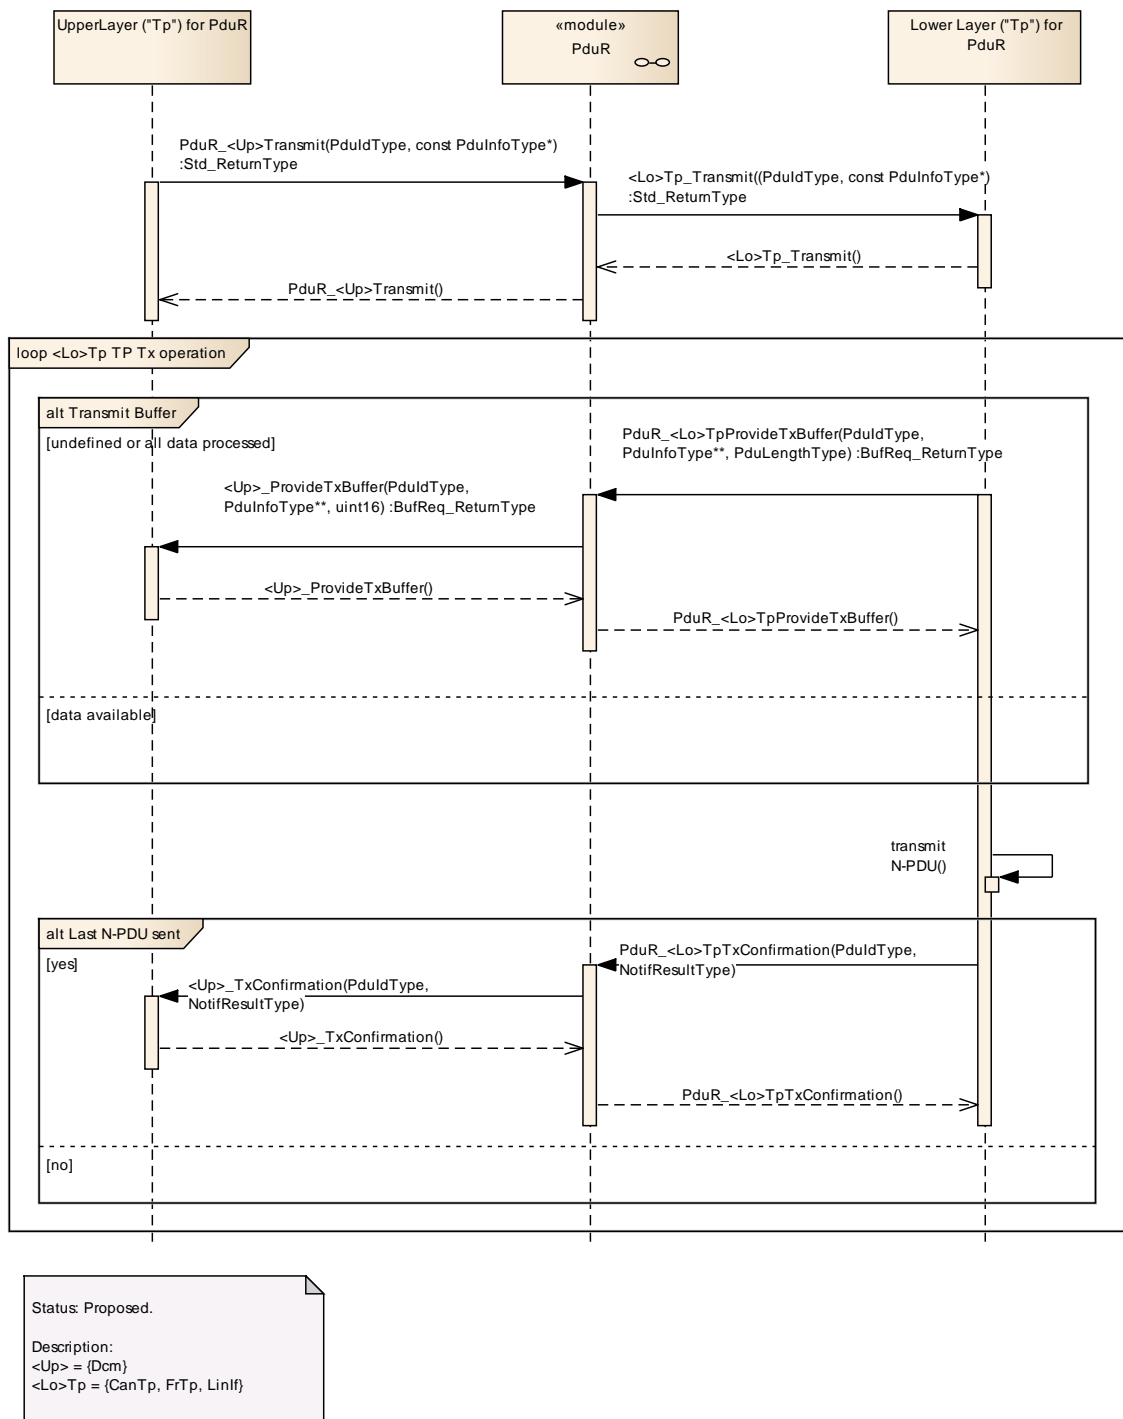 UpperLayer ("Tp") for PduR
«module»
PduR
Lower Layer ("Tp") for
PduR
PduR_<Up>Transmit(PduIdType, const PduInfoType*)
:Std_ReturnType
<Lo>Tp_Transmit((PduIdType, const PduInfoType*)
:Std_ReturnType
<Lo>Tp_Transmit()
PduR_<Up>Transmit()
loop <Lo>Tp TP Tx operation
alt Transmit Buffer
[undefined or all data processed]
PduR_<Lo>TpProvideTxBuffer(PduIdType,
PduInfoType**, PduLengthType) :BufReq_ReturnType
<Up>_ProvideTxBuffer(PduIdType,
PduInfoType**, uint16) :BufReq_ReturnType
<Up>_ProvideTxBuffer()
PduR_<Lo>TpProvideTxBuffer()
[data available]
transmit
N-PDU()
alt Last N-PDU sent
[yes]
PduR_<Lo>TpTxConfirmation(PduIdType,
NotifResultType)
<Up>_TxConfirmation(PduIdType,
NotifResultType)
<Up>_TxConfirmation()
PduR_<Lo>TpTxConfirmation()
[no]
Status: Proposed.
Description:
<Up> = {Dcm}
<Lo>Tp = {CanTp, FrTp, LinIf}